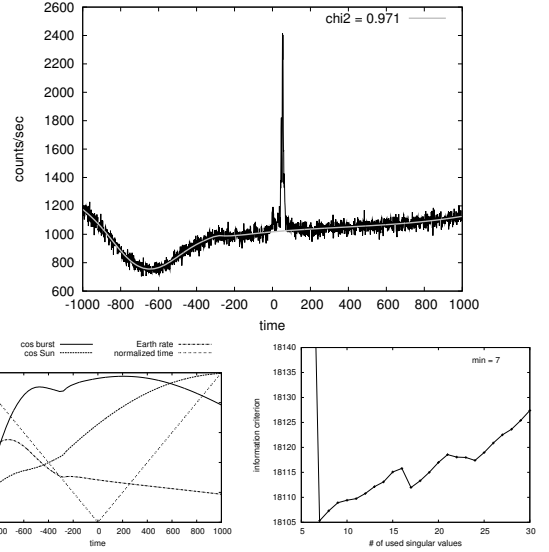 2600
2400
2200
2000
1800
1600
1400
1200
1000
800
600
counts/sec
chi2 = 0.971
-1000 -800 -600 -400 -200 0 200 400 600 800 1000
time
cos burst Earth rate
cos Sun normalized time
-800 -600 -400 -200 0 200 400 600 800 1000
time
18140
18135
18130
18125
18120
18115
18110
18105
information criterion
min = 7
5 10 15 20 25 30
# of used singular values